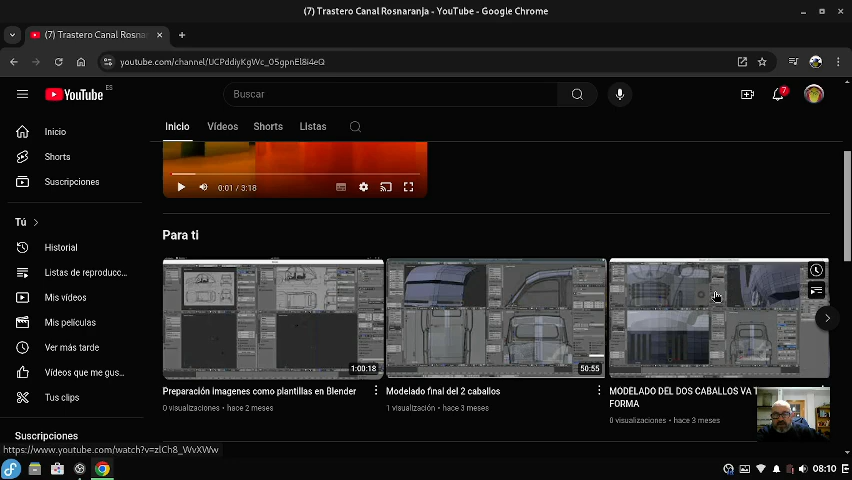 (7) Trastero Canal Rosnaranja - YouTube - Google Chrome
(7) Trastero Canal Rosna
youtube.com/channel/UCPddiyKgWc_05gpnEl8i4eQ
YouTube ES
Buscar
7
Inicio
Vídeos
Shorts
Listas
Inicio
Shorts
Suscripciones
Tú
Historial
Listas de reproducc...
Mis vídeos
Mis películas
Ver más tarde
Vídeos que me gus...
Tus clips
Suscripciones
0:01 / 3:18
Para ti
1:00:18
Preparación imagenes como plantillas en Blender
0 visualizaciones • hace 2 meses
50:55
Modelado final del 2 caballos
1 visualización • hace 3 meses
MODELADO DEL DOS CABALLOS VA T
FORMA
0 visualizaciones • hace 3 meses
https://www.youtube.com/watch?v=zlCh8_WvXWw
08:10